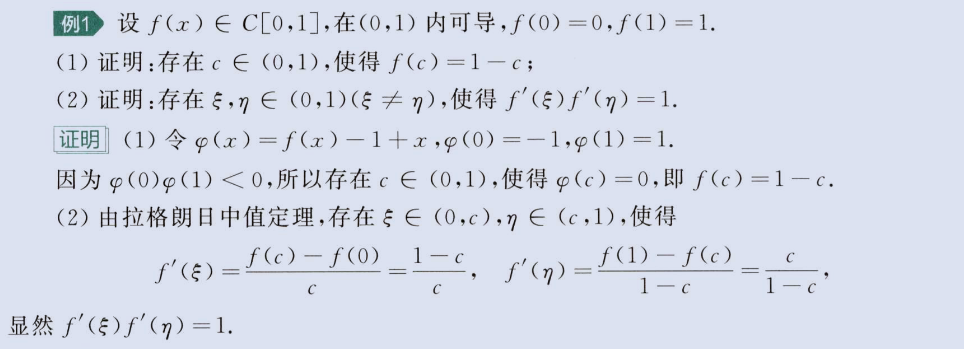 例1 设 f(x) ∈ C[0,1],在(0,1) 内可导,f(0)=0,f(1)=1.
(1) 证明:存在 c ∈ (0,1),使得 f(c)=1-c;
(2) 证明:存在 ξ,η ∈ (0,1)(ξ ≠ η),使得 f′(ξ)f′(η)=1.
证明 (1) 令 φ(x)=f(x)-1+x,φ(0)=-1,φ(1)=1.
因为 φ(0)φ(1)<0,所以存在 c ∈ (0,1),使得 φ(c)=0,即 f(c)=1-c.
(2) 由拉格朗日中值定理,存在 ξ ∈ (0,c),η ∈ (c,1),使得
f′(ξ)=\frac{f(c)-f(0)}{c}=\frac{1-c}{c}, f′(η)=\frac{f(1)-f(c)}{1-c}=\frac{c}{1-c},
显然 f′(ξ)f′(η)=1.